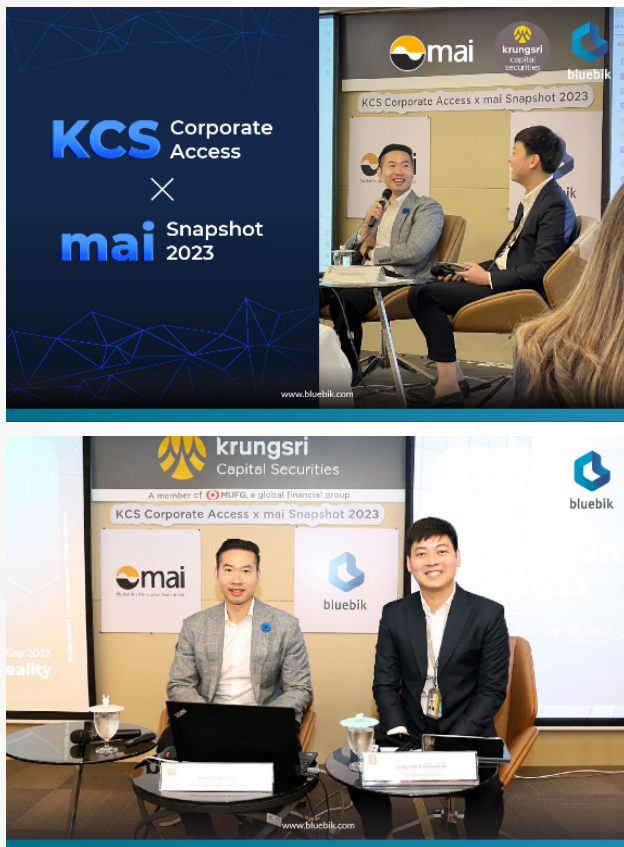 KCS Corporate
Access
X
mai Snapshot
2023
mai
krungsri
capital
securities
bluebik
KCS Corporate Access x mai Snapshot 2023
www.bluebik.com
krungsri
Capital Securities
A member of MUFG, a global financial group
KCS Corporate Access x mai Snapshot 2023
bluebik
mai
bluebik
Sep 2023
eality
ThinkPad
www.bluebik.com